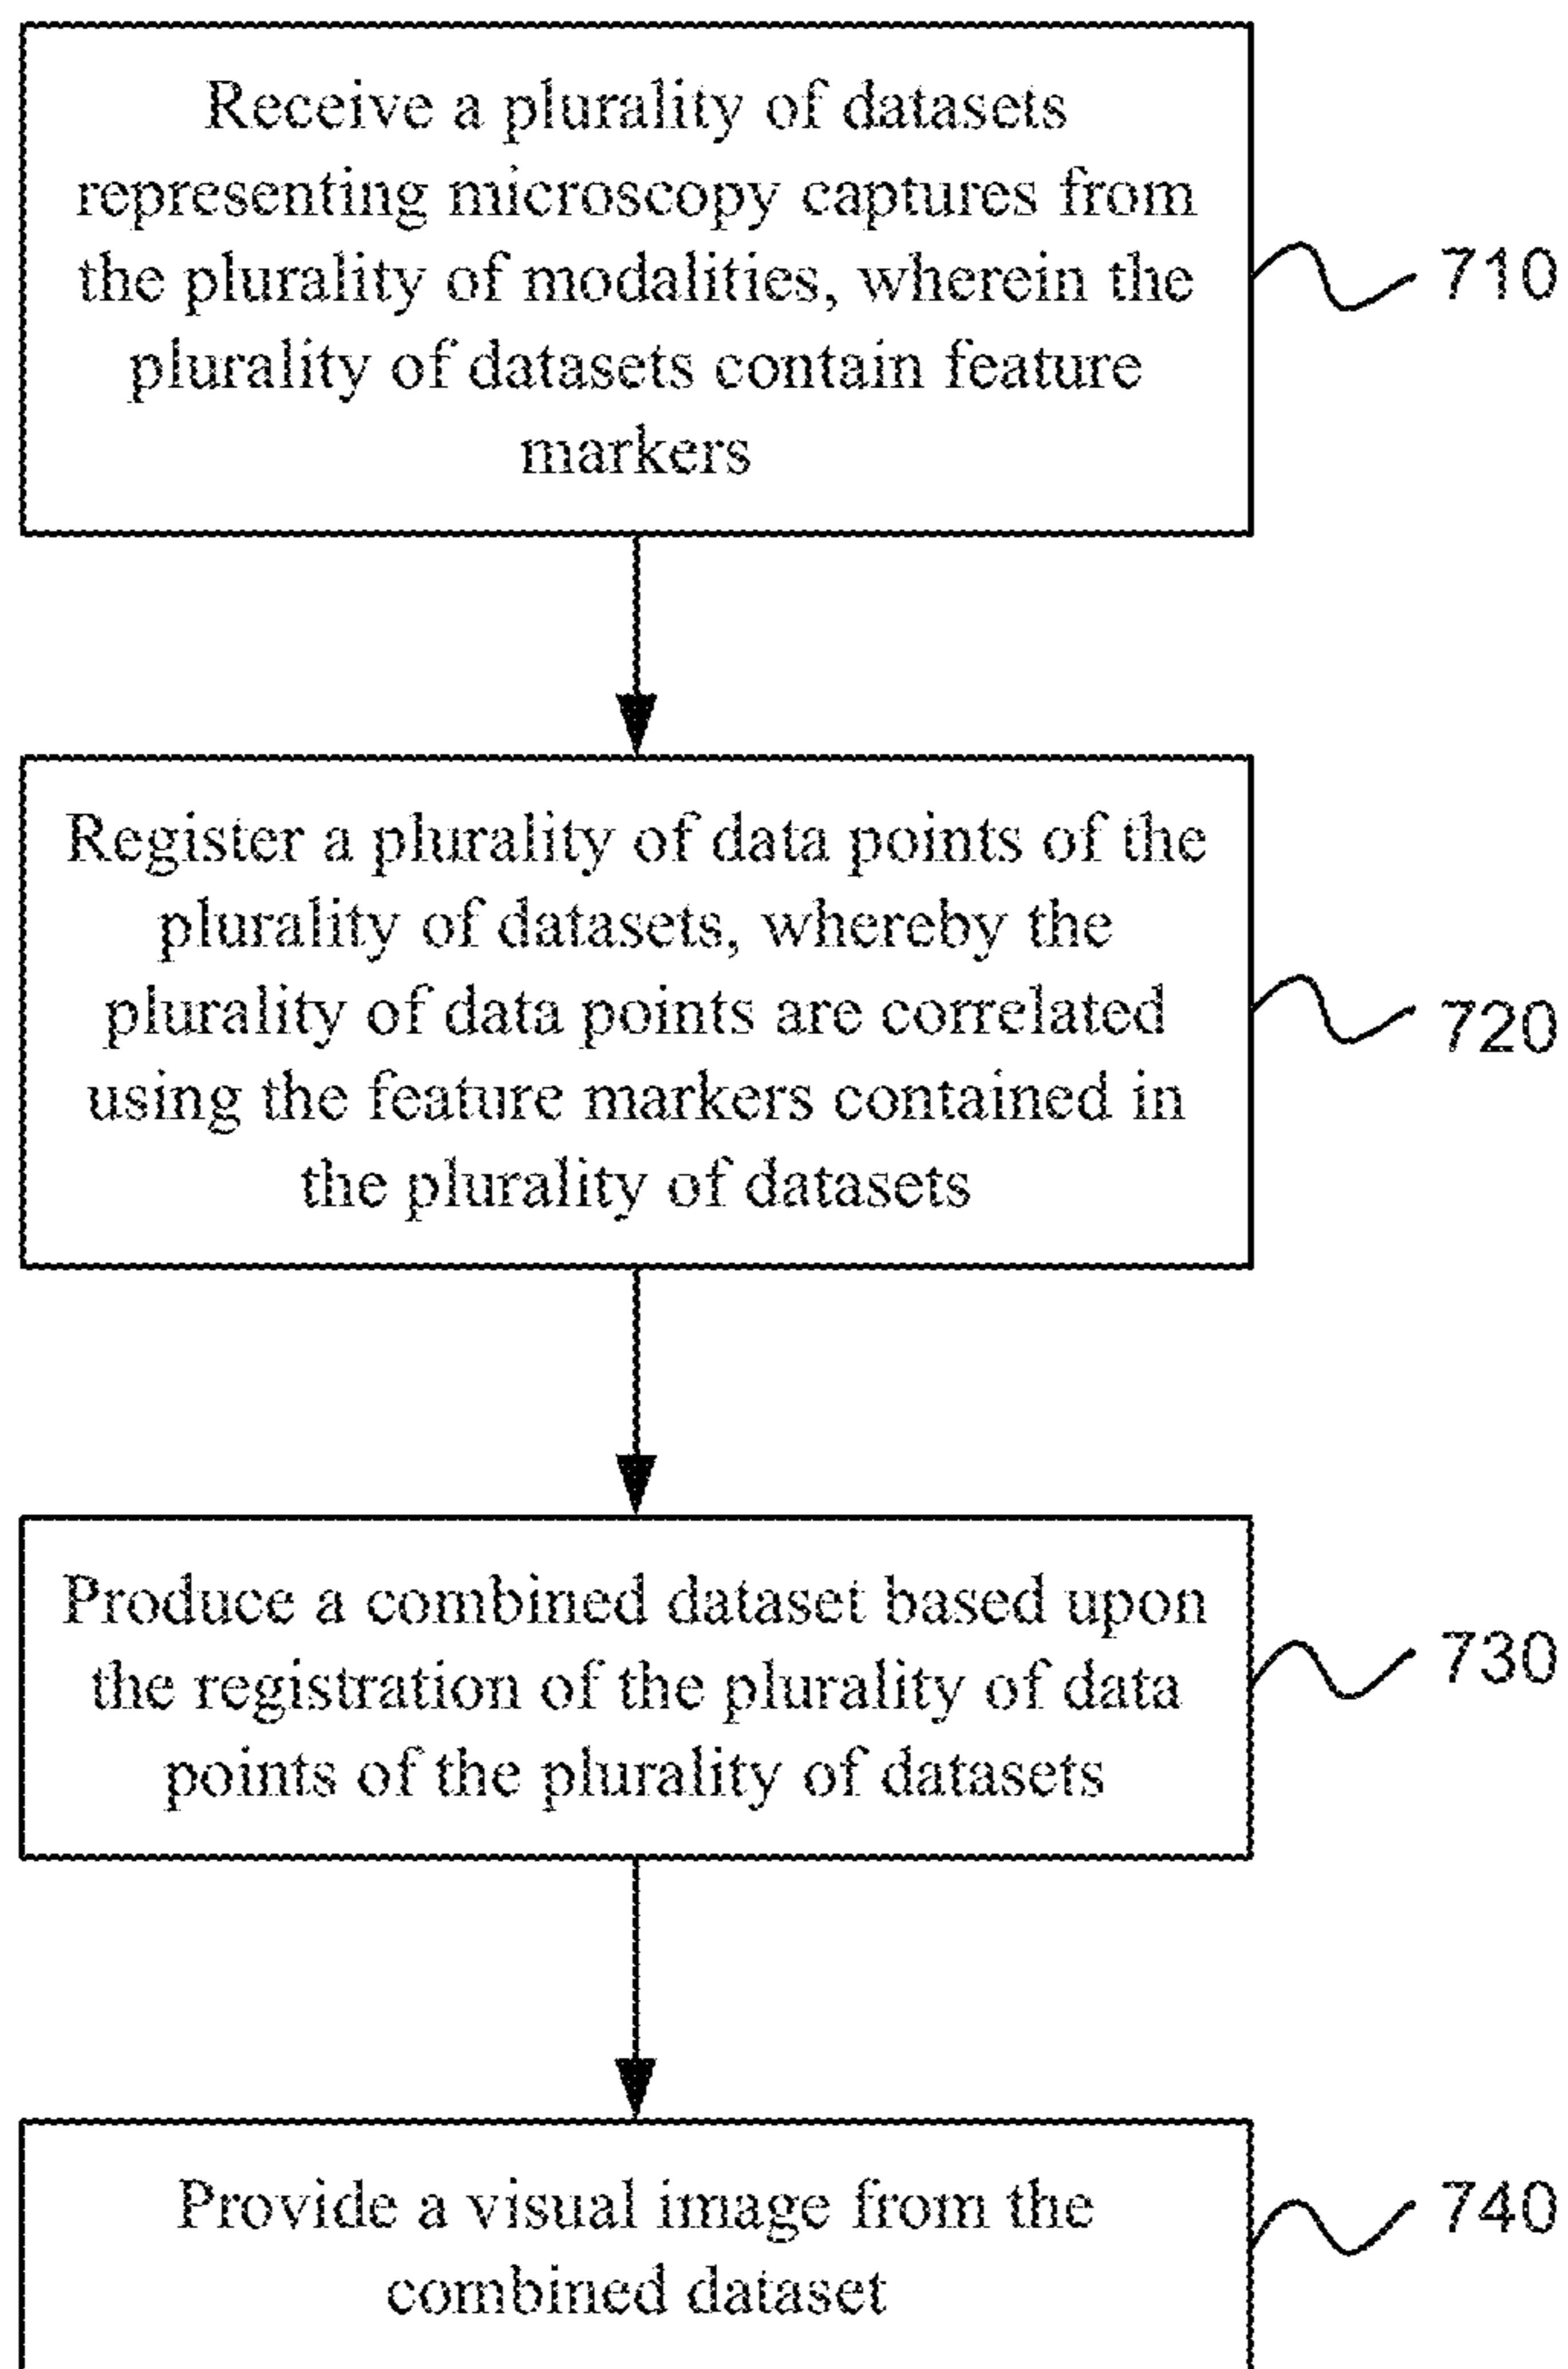 Receive a plurality of datasets
representing microscopy captures from
the plurality of modalities, wherein the
plurality of datasets contain feature
markers
710
Register a plurality of data points of the
plurality of datasets, whereby the
plurality of data points are correlated
using the feature markers contained in
the plurality of datasets
720
Produce a combined dataset based upon
the registration of the plurality of data
points of the plurality of datasets
730
Provide a visual image from the
combined dataset
740